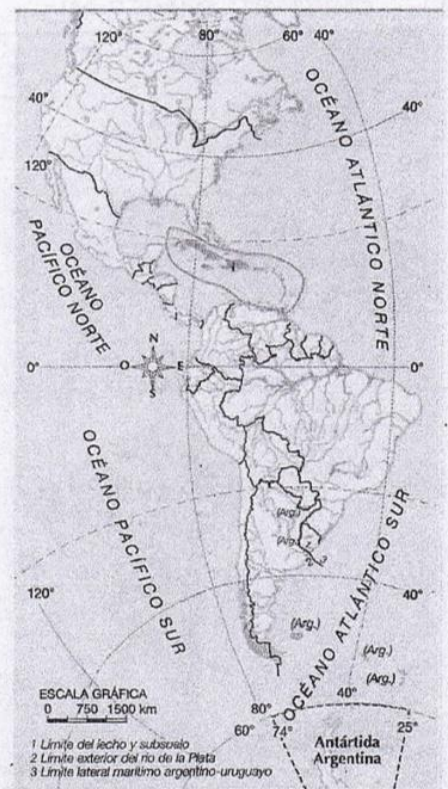 120°
80°
60°
40°
40°
40°
120°
OCÉANO ATLÁNTICO NORTE
OCÉANO
PACÍFICO NORTE
N
O
E
S
0°
0°
OCÉANO PACÍFICO SUR
(Arg.)
(Arg.)
2
OCÉANO ATLÁNTICO SUR
120°
40°
(Arg.)
(Arg.)
(Arg.)
ESCALA GRÁFICA
0 750 1500 km
80°
60°
74°
40°
25°
Antártida
Argentina
1 Límite del lecho y subsuelo
2 Límite exterior del río de la Plata
3 Límite lateral marítimo argentino-uruguayo